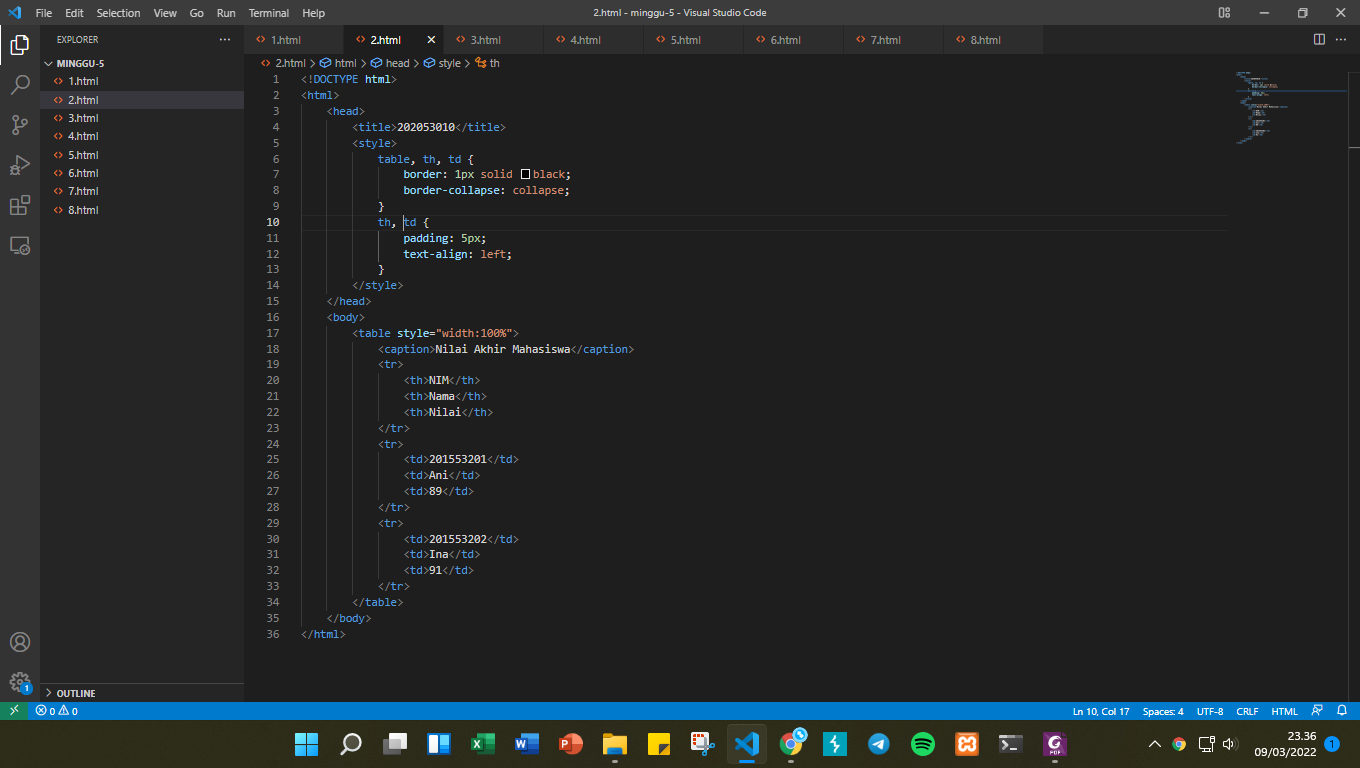 File Edit Selection View Go Run Terminal Help 2.html - minggu-5 - Visual Studio Code
EXPLORER ... 1.html 2.html 3.html 4.html 5.html 6.html 7.html 8.html ...
MINGGU-5
1.html
2.html
3.html
4.html
5.html
6.html
7.html
8.html
OUTLINE
2.html > html > head > style > th
1 <!DOCTYPE html>
2 <html>
3 <head>
4 <title>202053010</title>
5 <style>
6 table, th, td {
7 border: 1px solid black;
8 border-collapse: collapse;
9 }
10 th, td {
11 padding: 5px;
12 text-align: left;
13 }
14 </style>
15 </head>
16 <body>
17 <table style="width:100%">
18 <caption>Nilai Akhir Mahasiswa</caption>
19 <tr>
20 <th>NIM</th>
21 <th>Nama</th>
22 <th>Nilai</th>
23 </tr>
24 <tr>
25 <td>201553201</td>
26 <td>Ani</td>
27 <td>89</td>
28 </tr>
29 <tr>
30 <td>201553202</td>
31 <td>Ina</td>
32 <td>91</td>
33 </tr>
34 </table>
35 </body>
36 </html>
1
0 0 Ln 10, Col 17 Spaces: 4 UTF-8 CRLF HTML
23.36
09/03/2022 1